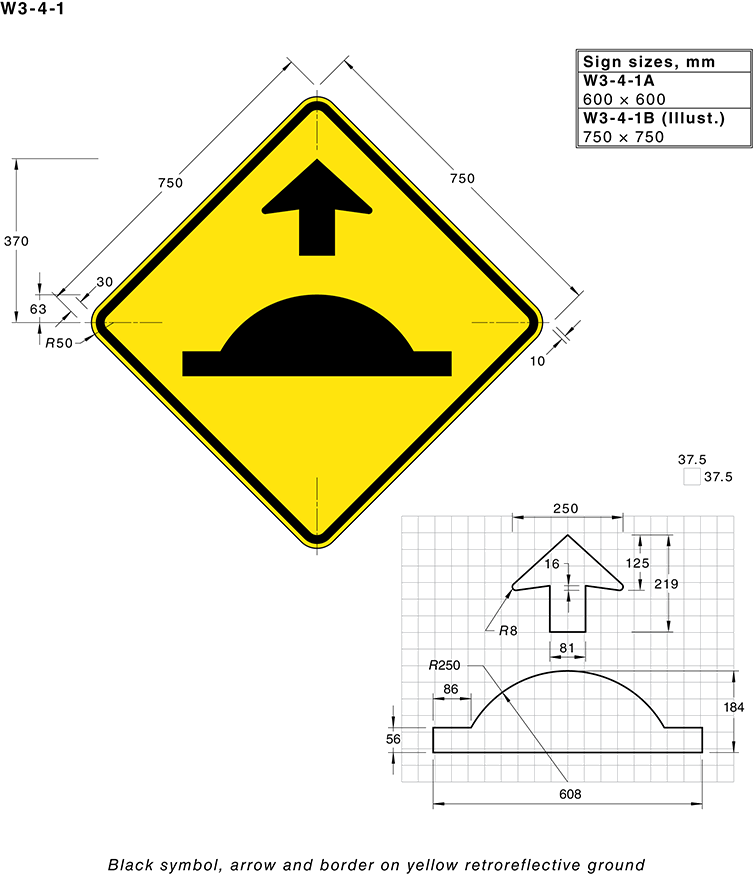 W3-4-1
Sign sizes, mm
W3-4-1A
600 × 600
W3-4-1B (Illust.)
750 × 750
750
750
370
30
63
R50
10
37.5
37.5
250
16
125
219
R8
81
R250
86
184
56
608
Black symbol, arrow and border on yellow retroreflective ground